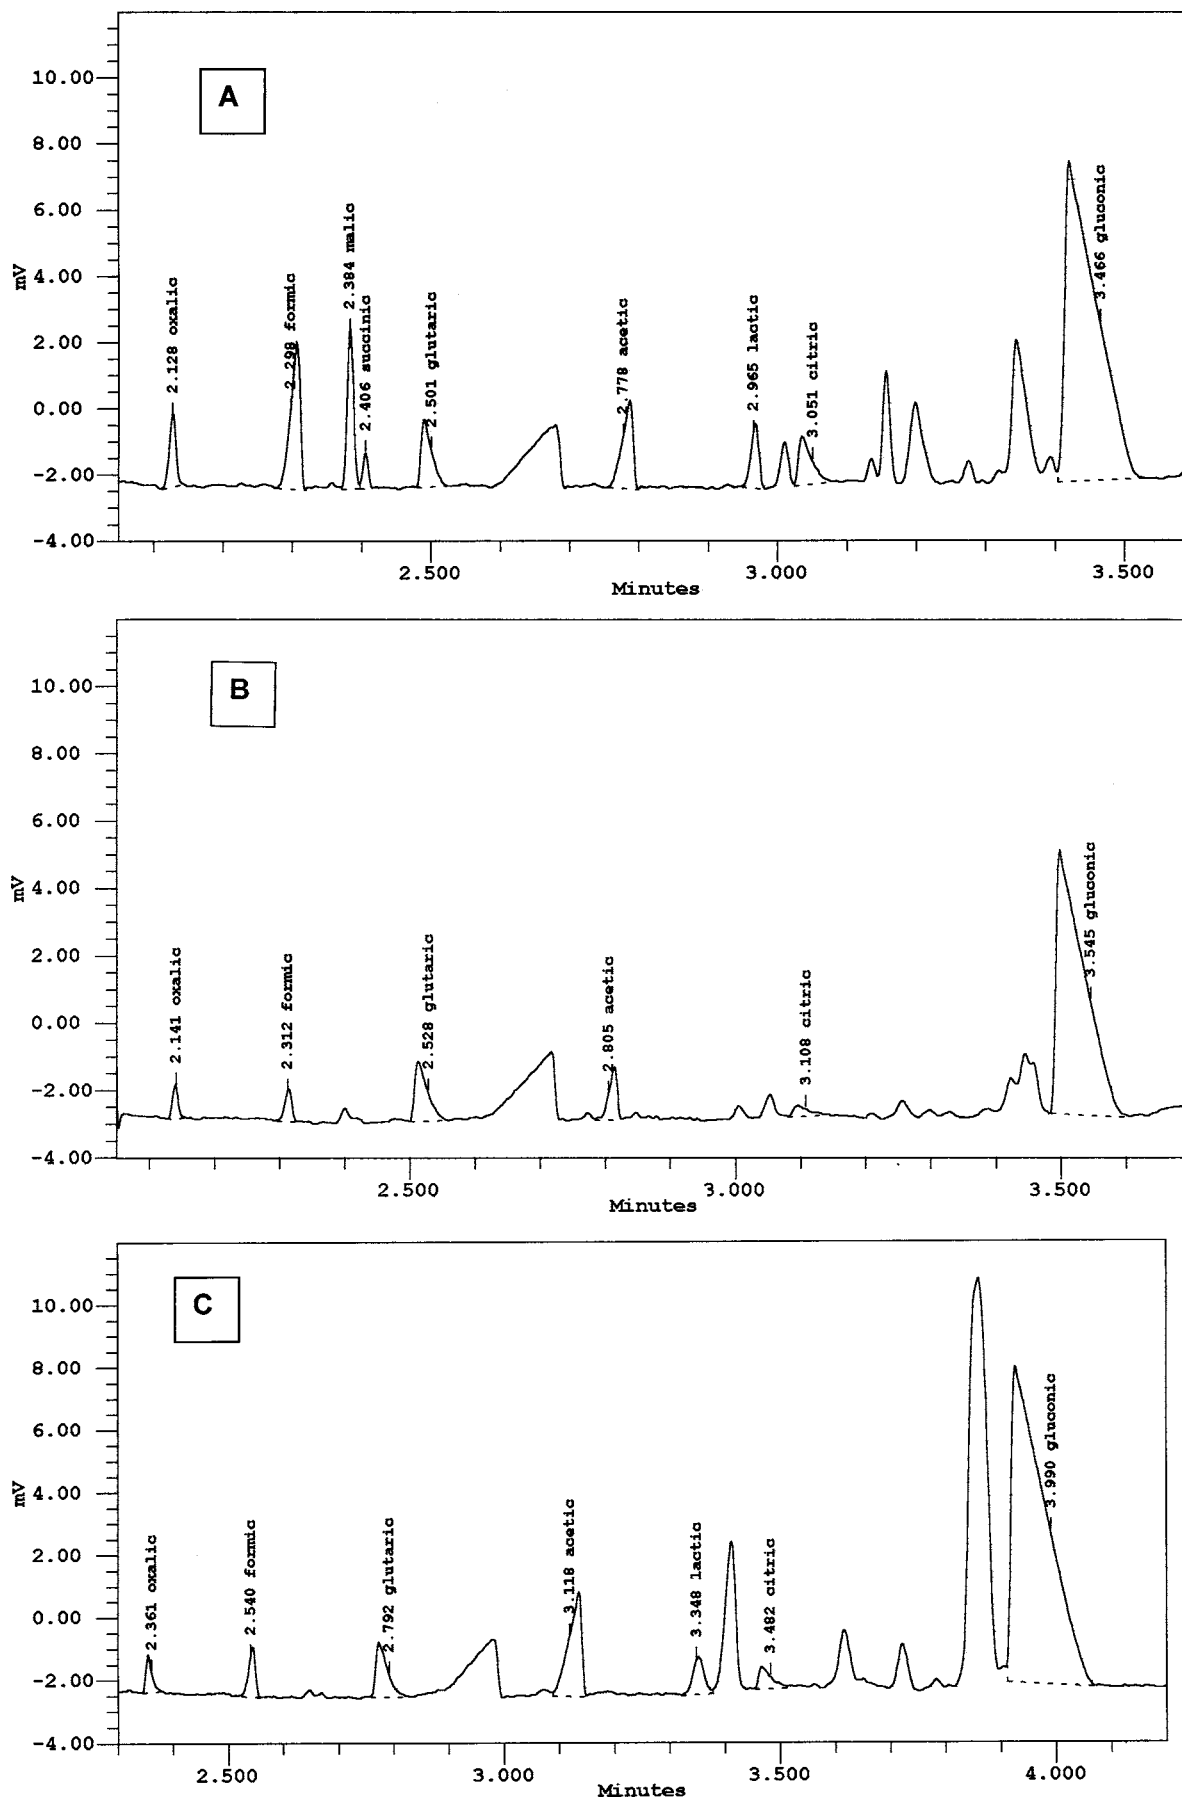 A
10.00
8.00
6.00
4.00
2.00
0.00
-2.00
-4.00
mV
2.128 oxalic
2.298 formic
2.384 malic
2.406 succinic
2.501 glutaric
2.778 acetic
2.965 lactic
3.051 citric
3.466 gluconic
2.500
3.000
3.500
Minutes
B
10.00
8.00
6.00
4.00
2.00
0.00
-2.00
-4.00
mV
2.141 oxalic
2.312 formic
2.528 glutaric
2.805 acetic
3.108 citric
3.545 gluconic
2.500
3.000
3.500
Minutes
C
10.00
8.00
6.00
4.00
2.00
0.00
-2.00
-4.00
mV
2.361 oxalic
2.540 formic
2.792 glutaric
3.118 acetic
3.348 lactic
3.482 citric
3.990 gluconic
2.500
3.000
3.500
4.000
Minutes